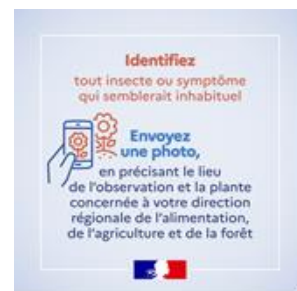 Identifiez
tout insecte ou symptôme
qui semblerait inhabituel
Envoyez
une photo,
en précisant le lieu
de l'observation et la plante
concernée à votre direction
régionale de l'alimentation,
de l'agriculture et de la forêt